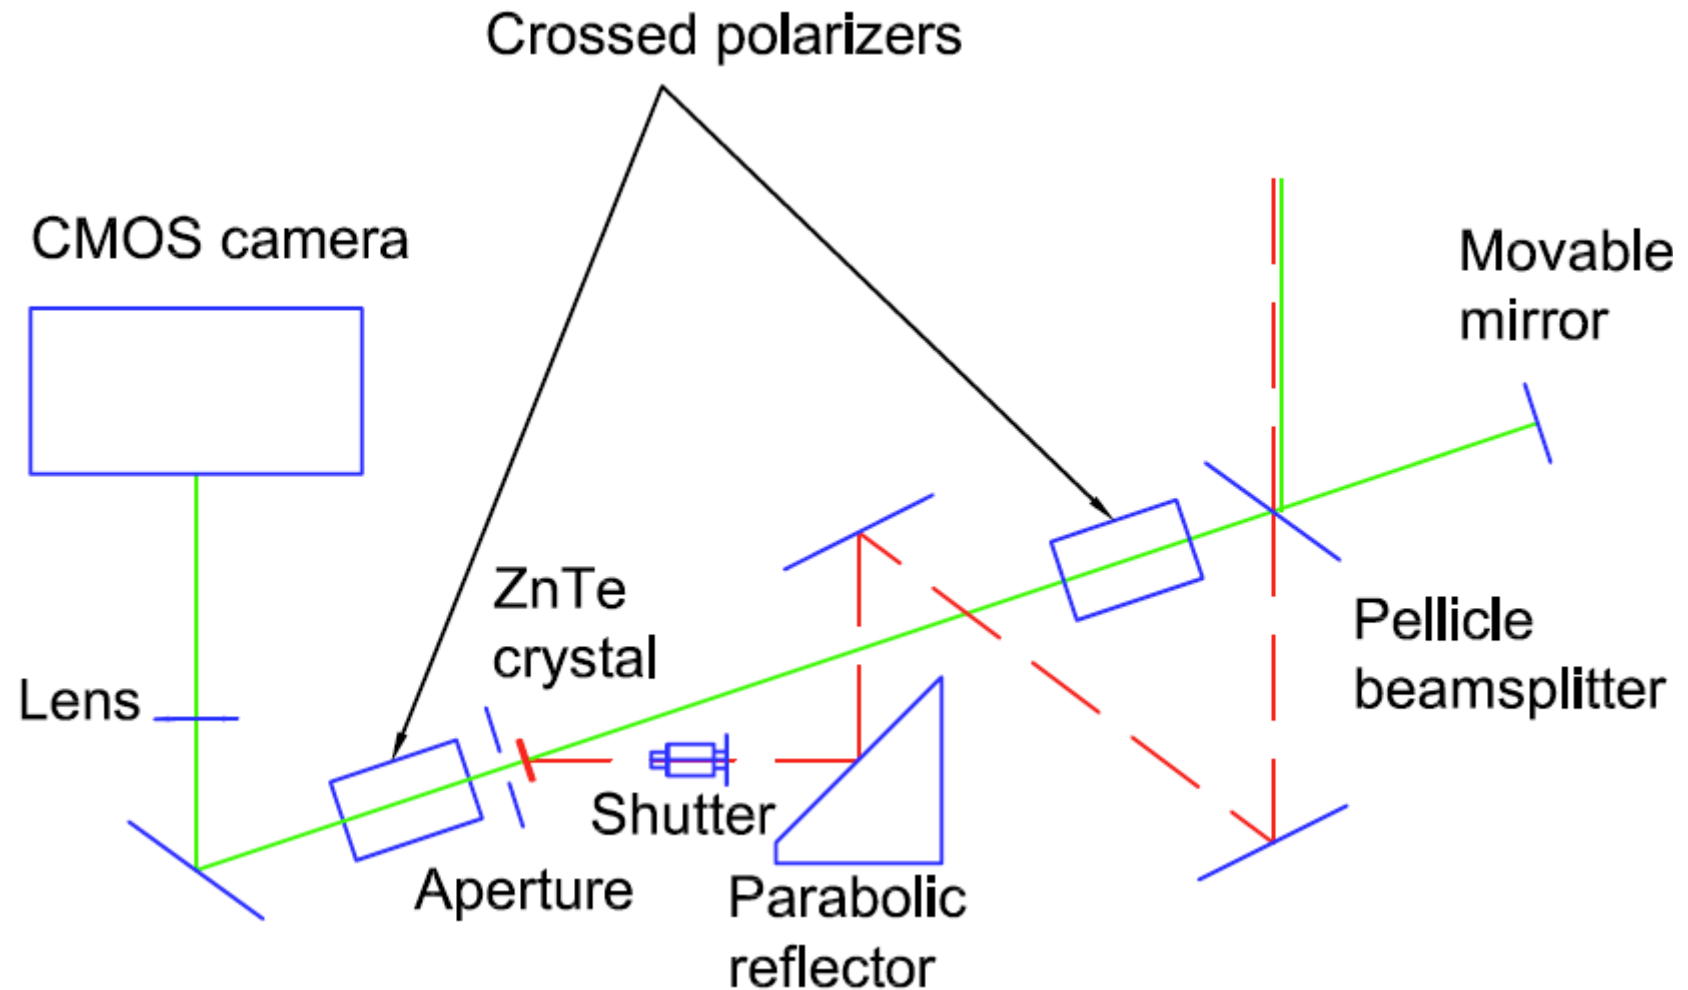 Crossed polarizers
CMOS camera
Movable
mirror
ZnTe
crystal
Pellicle
beamsplitter
Lens
Shutter
Aperture
Parabolic
reflector